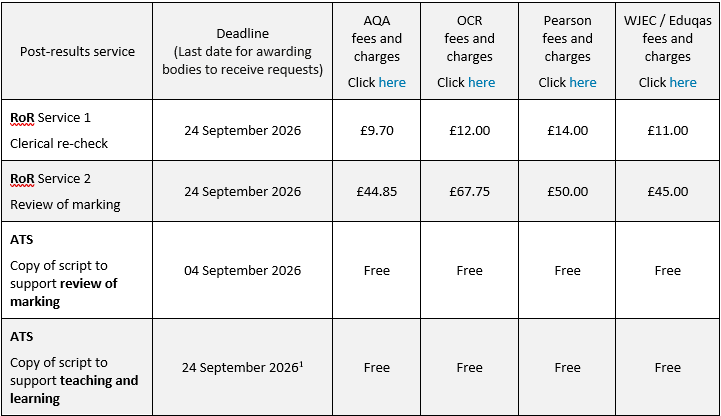 Post-results service
Deadline
(Last date for awarding
bodies to receive requests)
AQA
fees and
charges
Click here
OCR
fees and
charges
Click here
Pearson
fees and
charges
Click here
WJEC / Eduqas
fees and
charges
Click here
RoR Service 1
Clerical re-check
24 September 2026
£9.70
£12.00
£14.00
£11.00
RoR Service 2
Review of marking
24 September 2026
£44.85
£67.75
£50.00
£45.00
ATS
Copy of script to
support review of
marking
04 September 2026
Free
Free
Free
Free
ATS
Copy of script to
support teaching and
learning
24 September 2026¹
Free
Free
Free
Free